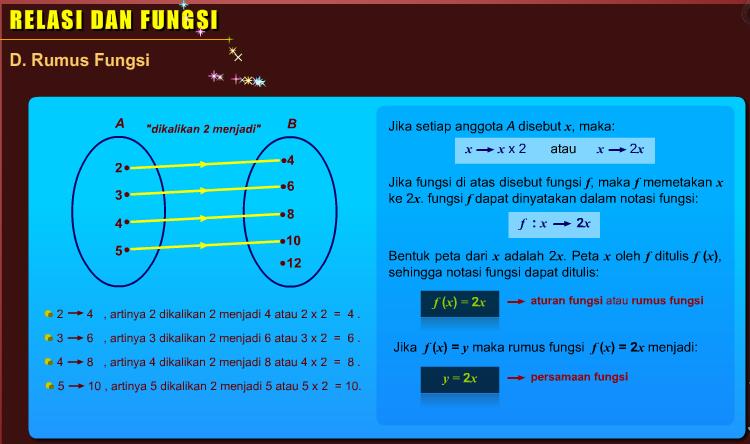 RELASI DAN FUNGSI
D. Rumus Fungsi
A "dikalikan 2 menjadi" B
2 4
3 6
4 8
5 10
12
2 → 4 , artinya 2 dikalikan 2 menjadi 4 atau 2 x 2 = 4 .
3 → 6 , artinya 3 dikalikan 2 menjadi 6 atau 3 x 2 = 6 .
4 → 8 , artinya 4 dikalikan 2 menjadi 8 atau 4 x 2 = 8 .
5 → 10 , artinya 5 dikalikan 2 menjadi 5 atau 5 x 2 = 10.
Jika setiap anggota A disebut x, maka:
x → x x 2 atau x → 2x
Jika fungsi di atas disebut fungsi f, maka f memetakan x
ke 2x. fungsi f dapat dinyatakan dalam notasi fungsi:
f : x → 2x
Bentuk peta dari x adalah 2x. Peta x oleh f ditulis f (x),
sehingga notasi fungsi dapat ditulis:
f (x) = 2x → aturan fungsi atau rumus fungsi
Jika f (x) = y maka rumus fungsi f (x) = 2x menjadi:
y = 2x → persamaan fungsi